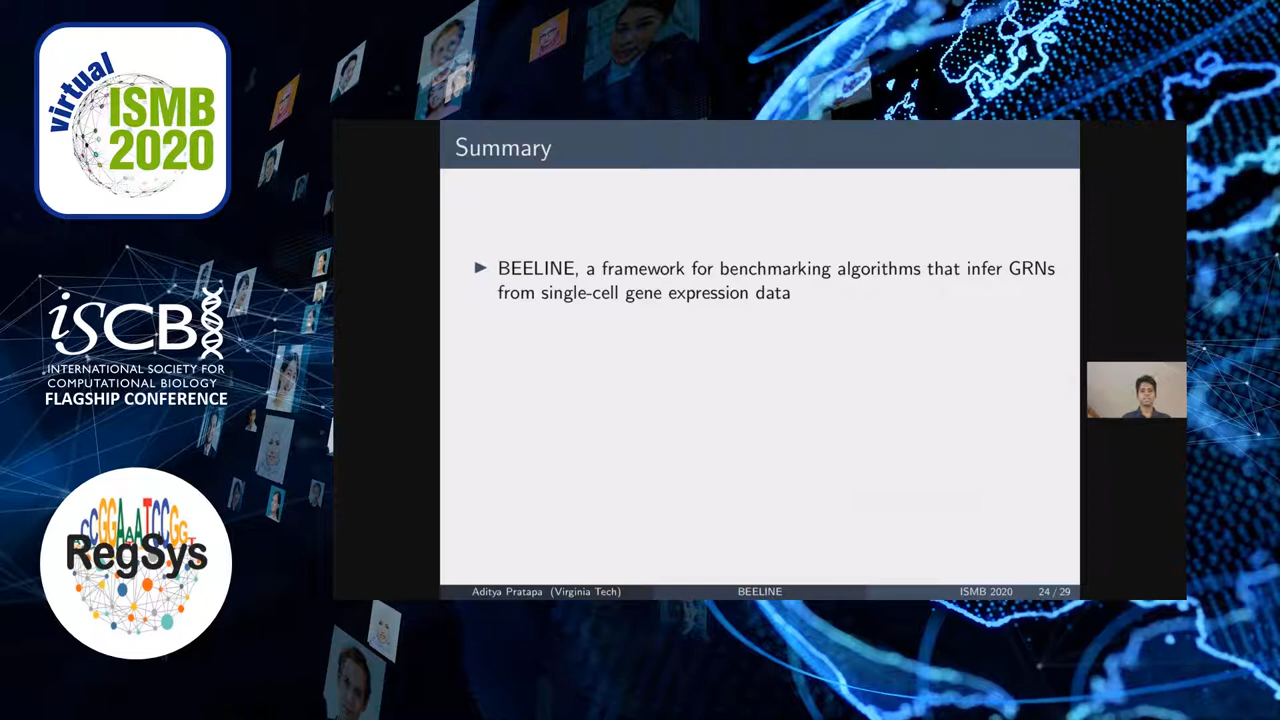 virtual
ISMB
2020
iSCB
INTERNATIONAL SOCIETY FOR
COMPUTATIONAL BIOLOGY
FLAGSHIP CONFERENCE
RegSys
Summary
BEELINE, a framework for benchmarking algorithms that infer GRNs
from single-cell gene expression data
Aditya Pratapa (Virginia Tech) BEELINE ISMB 2020 24 / 29